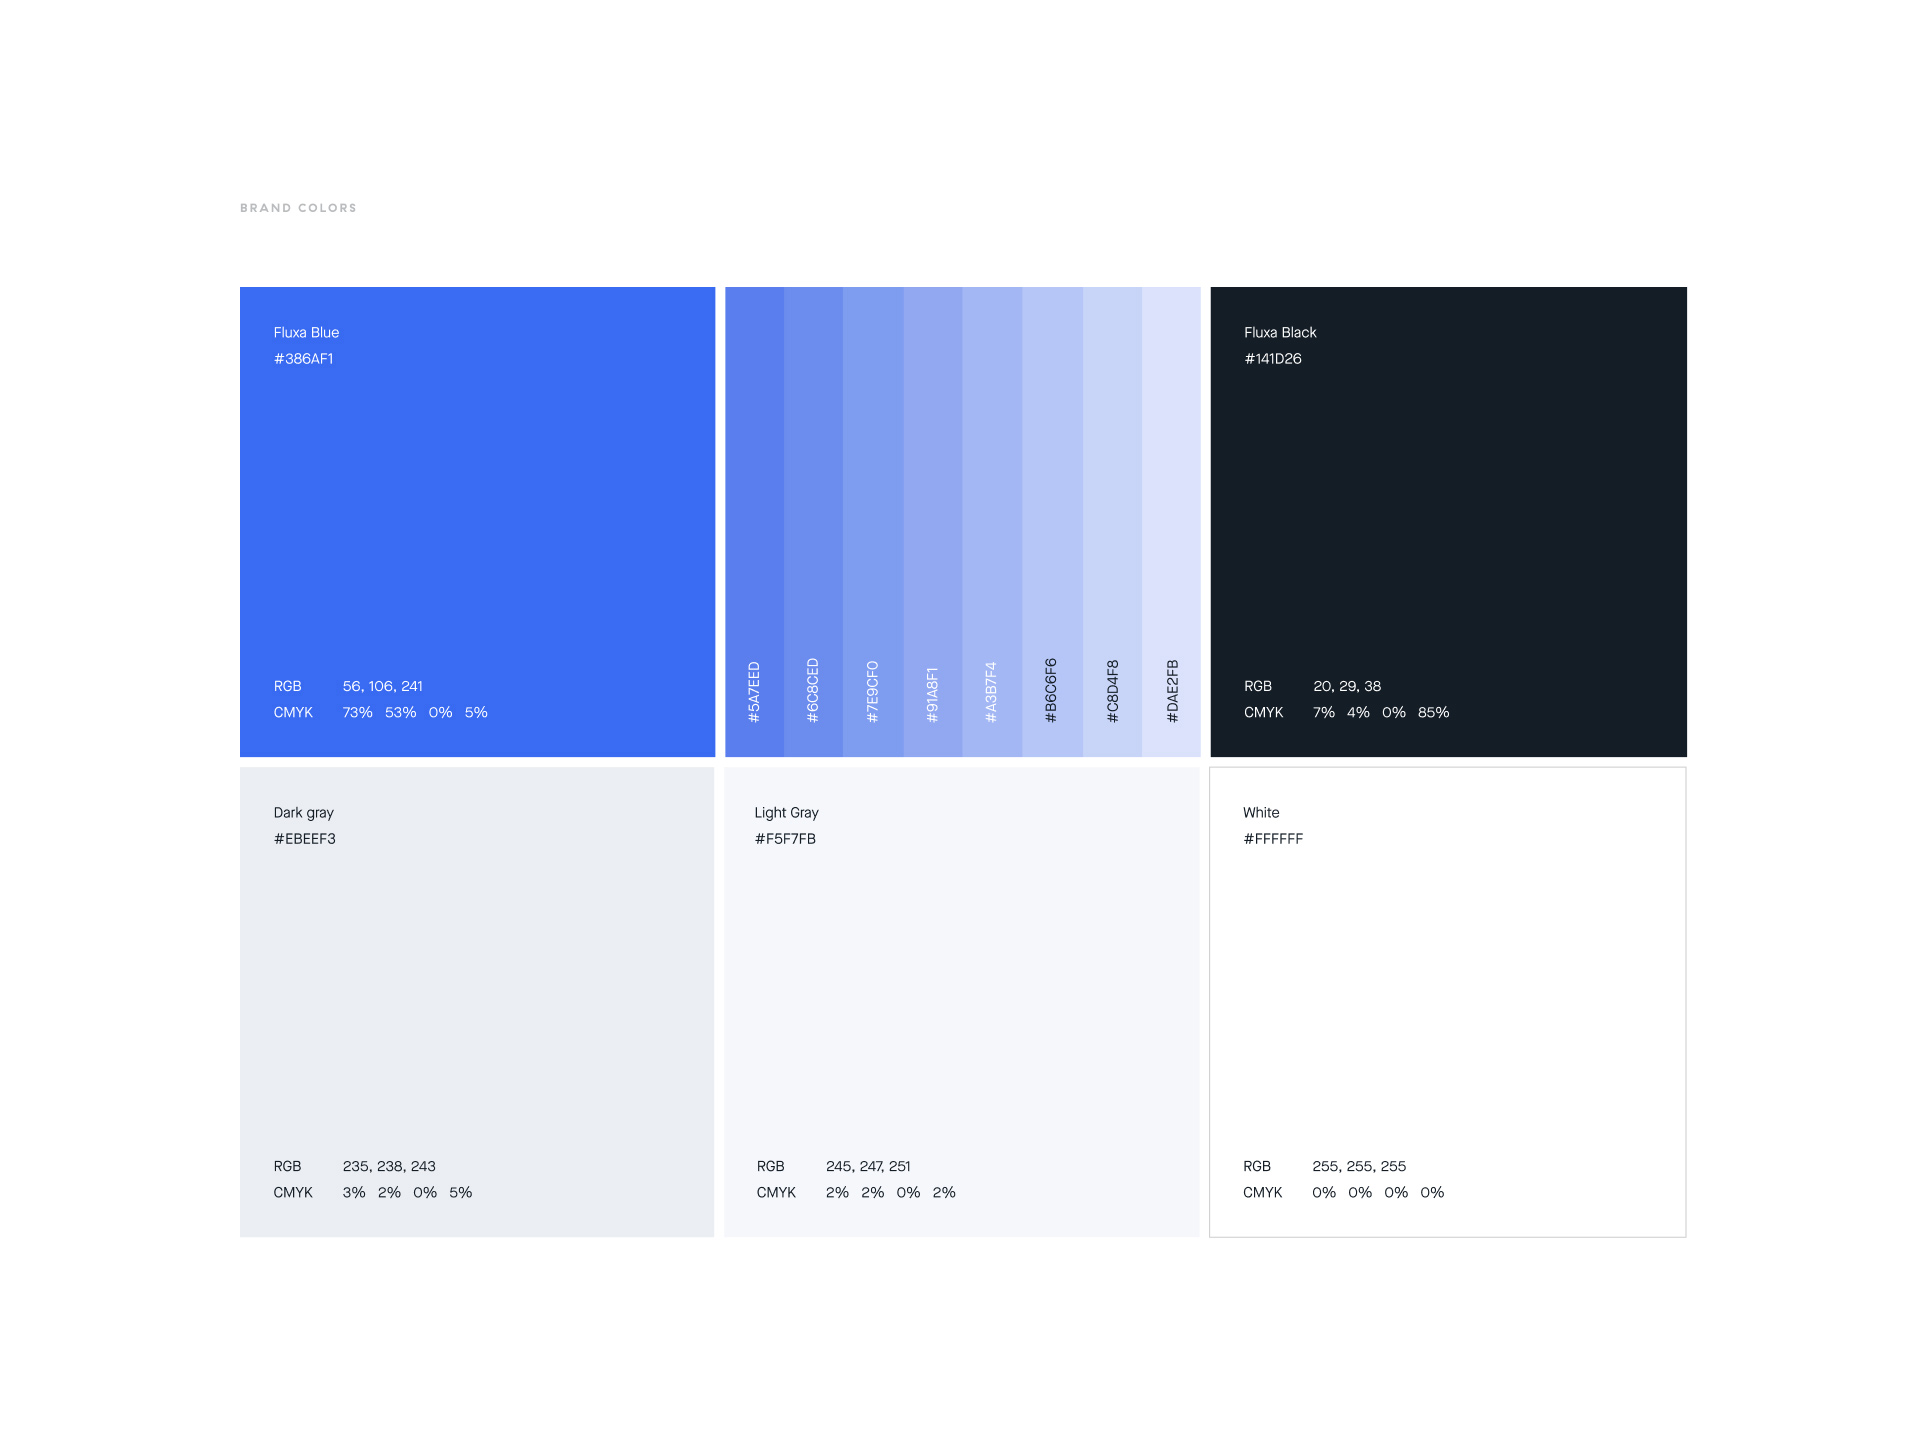 BRAND COLORS
Fluxa Blue
#386AF1
RGB 56, 106, 241
CMYK 73% 53% 0% 5%
#5A7EED
#6C8CED
#7E9CF0
#91A8F1
#A3B7F4
#B6C6F6
#C8D4F8
#DAE2FB
Fluxa Black
#141D26
RGB 20, 29, 38
CMYK 7% 4% 0% 85%
Dark gray
#EBEEF3
RGB 235, 238, 243
CMYK 3% 2% 0% 5%
Light Gray
#F5F7FB
RGB 245, 247, 251
CMYK 2% 2% 0% 2%
White
#FFFFFF
RGB 255, 255, 255
CMYK 0% 0% 0% 0%